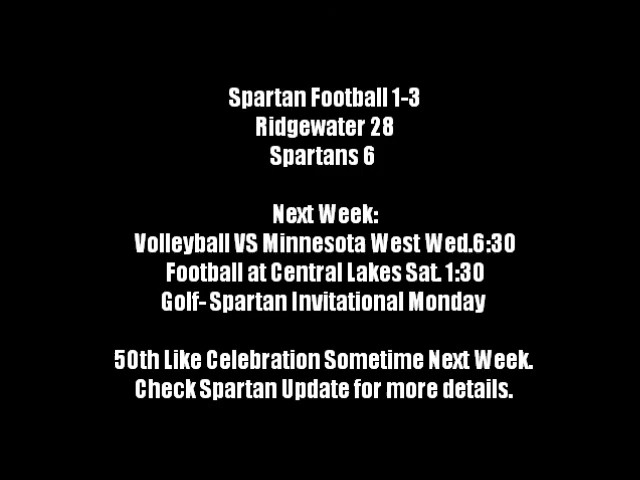 Spartan Football 1-3
Ridgewater 28
Spartans 6
Next Week:
Volleyball VS Minnesota West Wed.6:30
Football at Central Lakes Sat. 1:30
Golf- Spartan Invitational Monday
50th Like Celebration Sometime Next Week.
Check Spartan Update for more details.